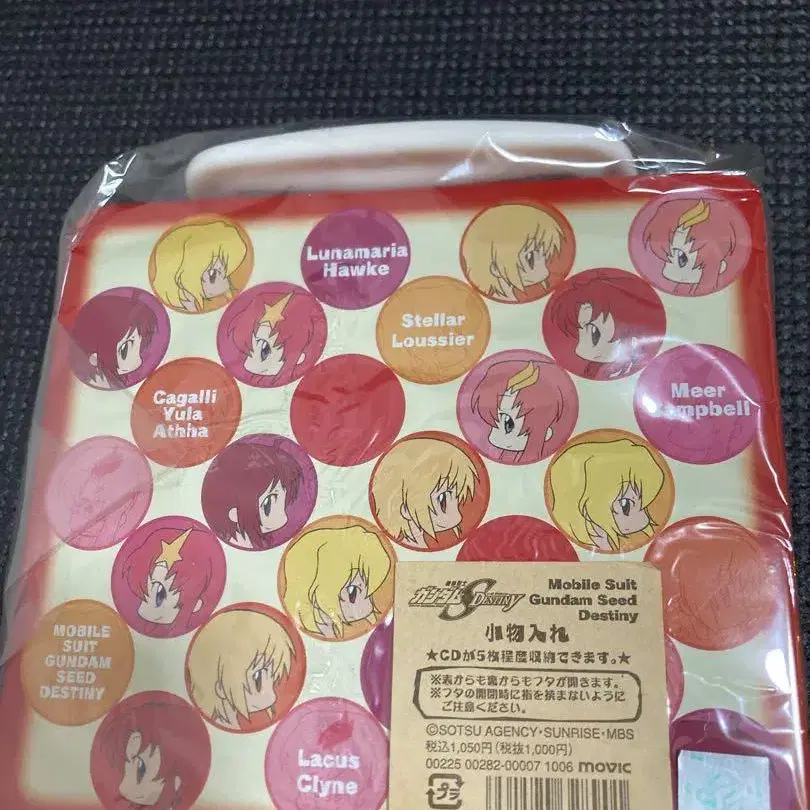 Lunamaria
Hawke
Stellar
Loussier
Cagalli
Yula
Athha
Meer
Campbell
MOBILE
SUIT
GUNDAM
SEED
DESTINY
Lacus
Clyne
ガンダムSEED DESTINY
Mobile Suit
Gundam Seed
Destiny
小物入れ
★CDが5枚程度収納できます。★
※表からも裏からもフタが開きます。
※フタの開閉時に指を挟まないように
ご注意ください。
©SOTSU AGENCY・SUNRISE・MBS
税込1,050円(税抜1,000円)
00225 00282-00007 1006 movic
プラ